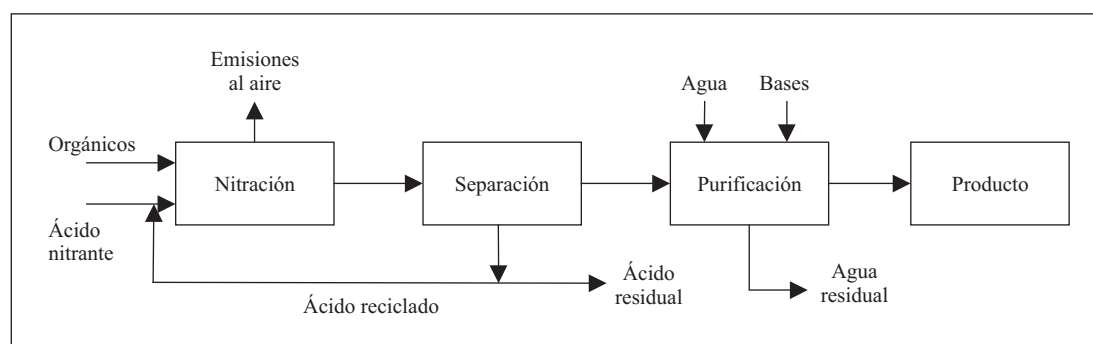 Emisiones
al aire
Agua
Bases
Orgánicos
Nitración
Separación
Purificación
Producto
Ácido
nitrante
Ácido reciclado
Ácido
residual
Agua
residual